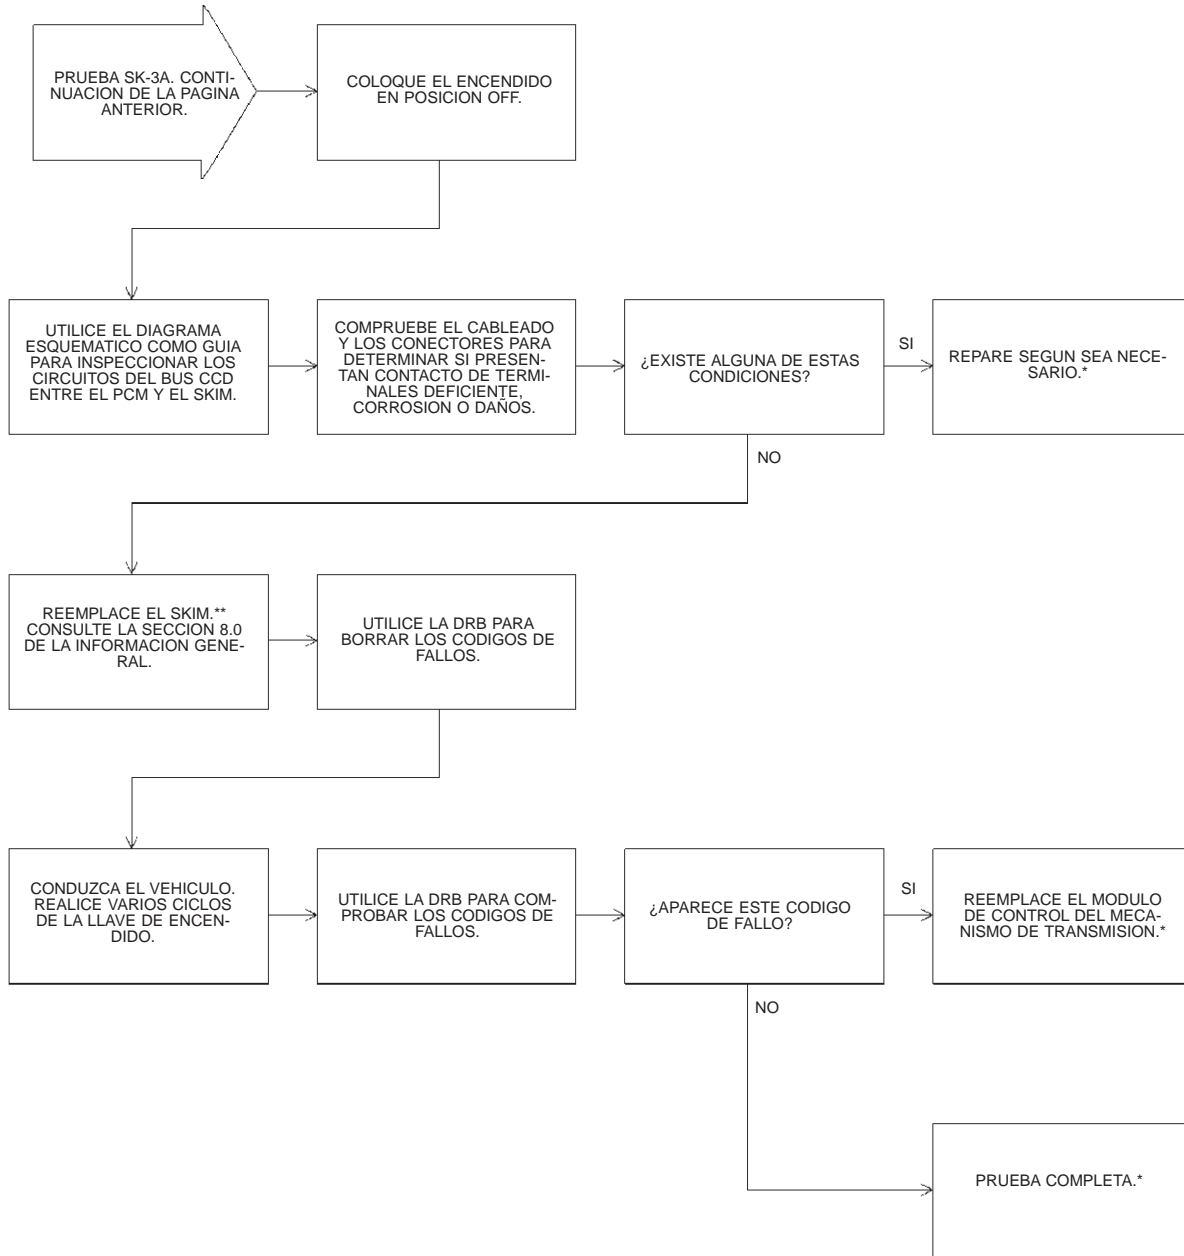 PRUEBA SK-3A. CONTI-
NUACION DE LA PAGINA
ANTERIOR.
COLOQUE EL ENCENDIDO
EN POSICION OFF.
UTILICE EL DIAGRAMA
ESQUEMATICO COMO GUIA
PARA INSPECCIONAR LOS
CIRCUITOS DEL BUS CCD
ENTRE EL PCM Y EL SKIM.
COMPRUEBE EL CABLEADO
Y LOS CONECTORES PARA
DETERMINAR SI PRESEN-
TAN CONTACTO DE TERMI-
NALES DEFICIENTE,
CORROSION O DAÑOS.
¿EXISTE ALGUNA DE ESTAS
CONDICIONES?
SI
REPARE SEGUN SEA NECE-
SARIO.*
NO
REEMPLACE EL SKIM.**
CONSULTE LA SECCION 8.0
DE LA INFORMACION GENE-
RAL.
UTILICE LA DRB PARA
BORRAR LOS CODIGOS DE
FALLOS.
CONDUZCA EL VEHICULO.
REALICE VARIOS CICLOS
DE LA LLAVE DE ENCEN-
DIDO.
UTILICE LA DRB PARA COM-
PROBAR LOS CODIGOS DE
FALLOS.
¿APARECE ESTE CODIGO
DE FALLO?
SI
REEMPLACE EL MODULO
DE CONTROL DEL MECA-
NISMO DE TRANSMISION.*
NO
PRUEBA COMPLETA.*